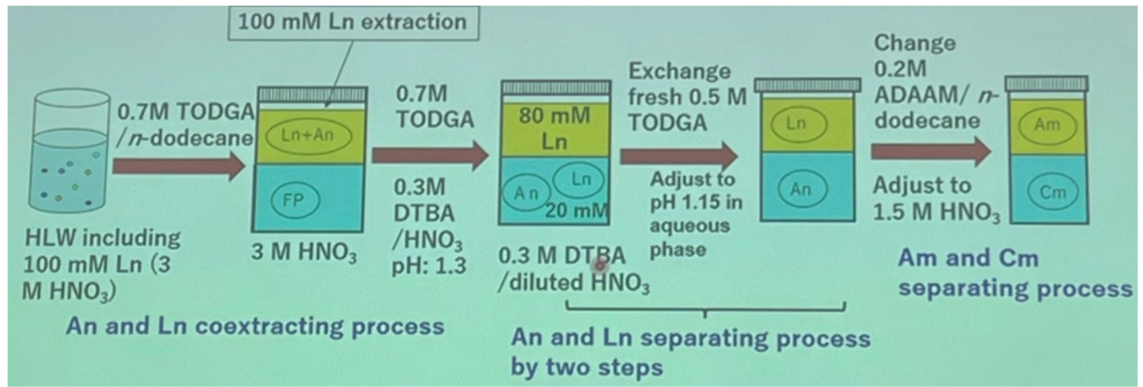 100 mM Ln extraction
0.7M TODGA
/n-dodecane
Ln+An
FP
3 M HNO₃
HLW including
100 mM Ln (3
M HNO₃)
An and Ln coextracting process
0.7M
TODGA
0.3M
DTBA
/HNO₃
pH: 1.3
80 mM
Ln
An
Ln
20 mM
0.3 M DTBA
/diluted HNO₃
Exchange
fresh 0.5 M
TODGA
Adjust to
pH 1.15 in
aqueous
phase
Ln
An
An and Ln separating process
by two steps
Change
0.2M
ADAAM/ n-
dodecane
Adjust to
1.5 M HNO₃
Am
Cm
Am and Cm
separating process